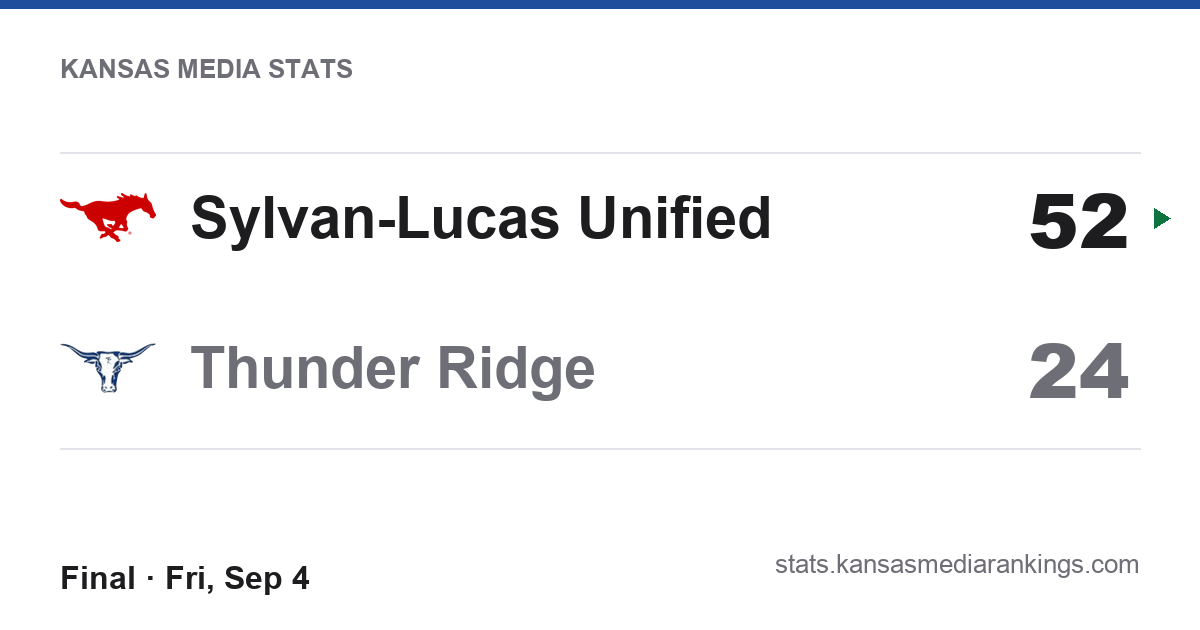 KANSAS MEDIA STATS
Sylvan-Lucas Unified 52
Thunder Ridge 24
Final · Fri, Sep 4
stats.kansasmediarankings.com